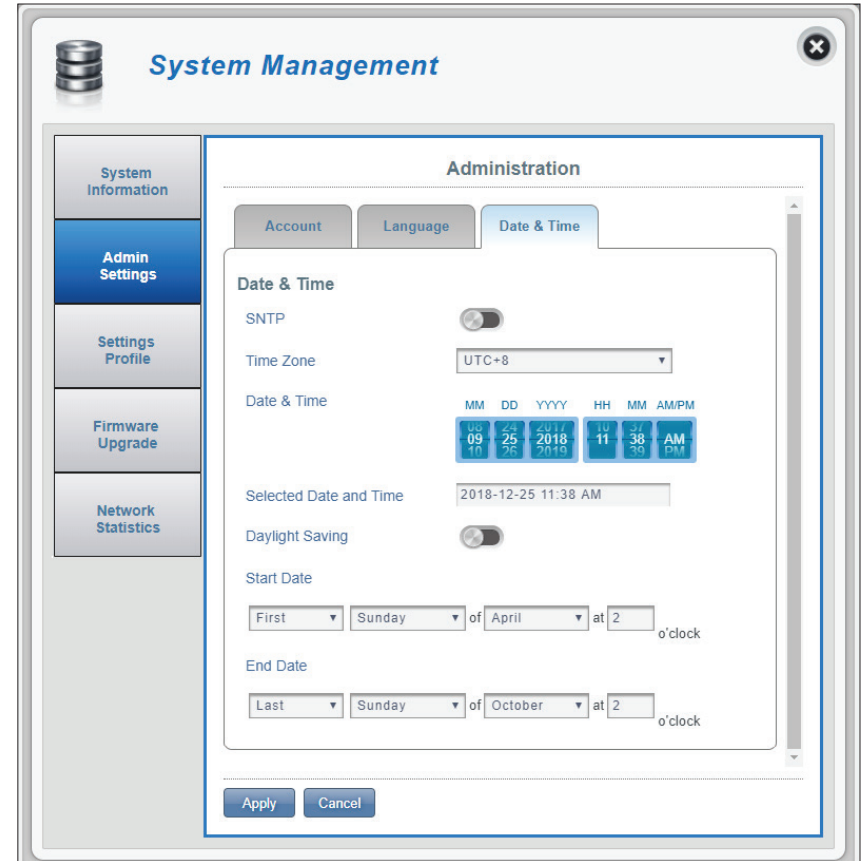 System Management
System
Information
Admin
Settings
Settings
Profile
Firmware
Upgrade
Network
Statistics
Administration
Account Language Date & Time
Date & Time
SNTP
Time Zone UTC+8
Date & Time MM DD YYYY HH MM AM/PM
08 24 2017 10 37
09 25 2018 11 38 AM
10 26 2019 39 PM
Selected Date and Time 2018-12-25 11:38 AM
Daylight Saving
Start Date
First Sunday of April at 2 o'clock
End Date
Last Sunday of October at 2 o'clock
Apply Cancel